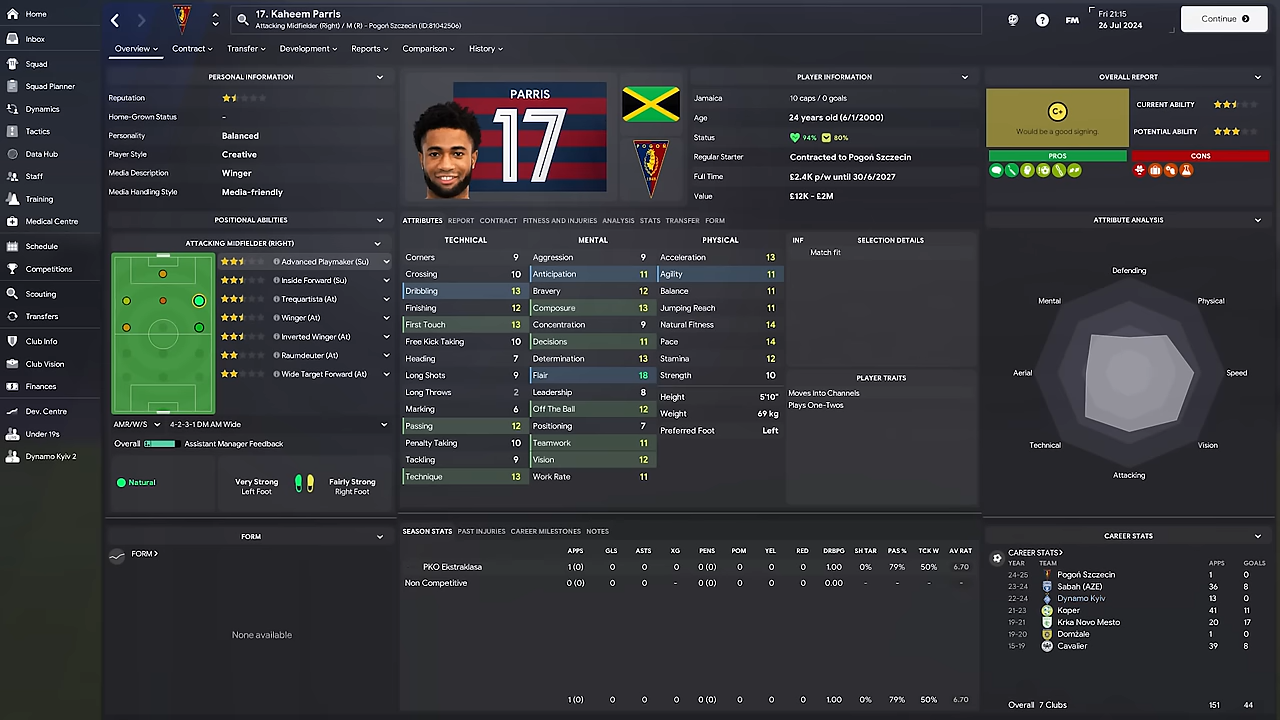 Home
Inbox
Squad
Squad Planner
Dynamics
Tactics
Data Hub
Staff
Training
Medical Centre
Schedule
Competitions
Scouting
Transfers
Club Info
Club Vision
Finances
Dev. Centre
Under 19s
Dynamo Kyiv 2
17. Kaheem Parris
Attacking Midfielder (Right) / M (R) - Pogoń Szczecin (ID:81042506)
? FM Fri 21:15
26 Jul 2024
Continue
Overview Contract Transfer Development Reports Comparison History
PERSONAL INFORMATION
Reputation
Home-Grown Status -
Personality Balanced
Player Style Creative
Media Description Winger
Media Handling Style Media-friendly
PARRIS
17
PLAYER INFORMATION
Jamaica 10 caps / 0 goals
Age 24 years old (6/1/2000)
Status 94% 80%
Regular Starter Contracted to Pogoń Szczecin
Full Time £2.4K p/w until 30/6/2027
Value £12K - £2M
OVERALL REPORT
C+
Would be a good signing.
CURRENT ABILITY
POTENTIAL ABILITY
PROS CONS
POSITIONAL ABILITIES
ATTACKING MIDFIELDER (RIGHT)
Advanced Playmaker (Su)
Inside Forward (Su)
Trequartista (At)
Winger (At)
Inverted Winger (At)
Raumdeuter (At)
Wide Target Forward (At)
AMR/W/S 4-2-3-1 DM AM Wide
Overall Assistant Manager Feedback
Natural
Very Strong
Left Foot
Fairly Strong
Right Foot
ATTRIBUTES REPORT CONTRACT FITNESS AND INJURIES ANALYSIS STATS TRANSFER FORM
TECHNICAL
Corners 9
Crossing 10
Dribbling 13
Finishing 12
First Touch 13
Free Kick Taking 10
Heading 7
Long Shots 9
Long Throws 2
Marking 6
Passing 12
Penalty Taking 10
Tackling 9
Technique 13
MENTAL
Aggression 9
Anticipation 11
Bravery 12
Composure 13
Concentration 9
Decisions 11
Determination 13
Flair 18
Leadership 8
Off The Ball 12
Positioning 7
Teamwork 11
Vision 12
Work Rate 11
PHYSICAL
Acceleration 13
Agility 11
Balance 11
Jumping Reach 11
Natural Fitness 14
Pace 14
Stamina 12
Strength 10
Height 5'10"
Weight 69 kg
Preferred Foot Left
INF SELECTION DETAILS
Match fit
PLAYER TRAITS
Moves Into Channels
Plays One-Twos
ATTRIBUTE ANALYSIS
Defending
Mental Physical
Aerial Speed
Technical Vision
Attacking
FORM
FORM >
None available
SEASON STATS PAST INJURIES CAREER MILESTONES NOTES
APPS GLS ASTS XG PENS POM YEL RED DRBPG SH TAR PAS % TCK W AV RAT
PKO Ekstraklasa 1 (0) 0 0 0 0 (0) 0 0 0 1.00 0% 79% 50% 6.70
Non Competitive 0 (0) 0 0 - 0 (0) 0 0 0 0.00 - - - -
1 (0) 0 0 0 0 (0) 0 0 0 1.00 0% 79% 50% 6.70
CAREER STATS
CAREER STATS >
YEAR TEAM APPS GOALS
24-25 Pogoń Szczecin 1 0
23-24 Sabah (AZE) 36 8
22-24 Dynamo Kyiv 13 0
21-23 Koper 41 11
19-21 Krka Novo Mesto 20 17
19-20 Domžale 1 0
15-19 Cavalier 39 8
Overall 7 Clubs 151 44